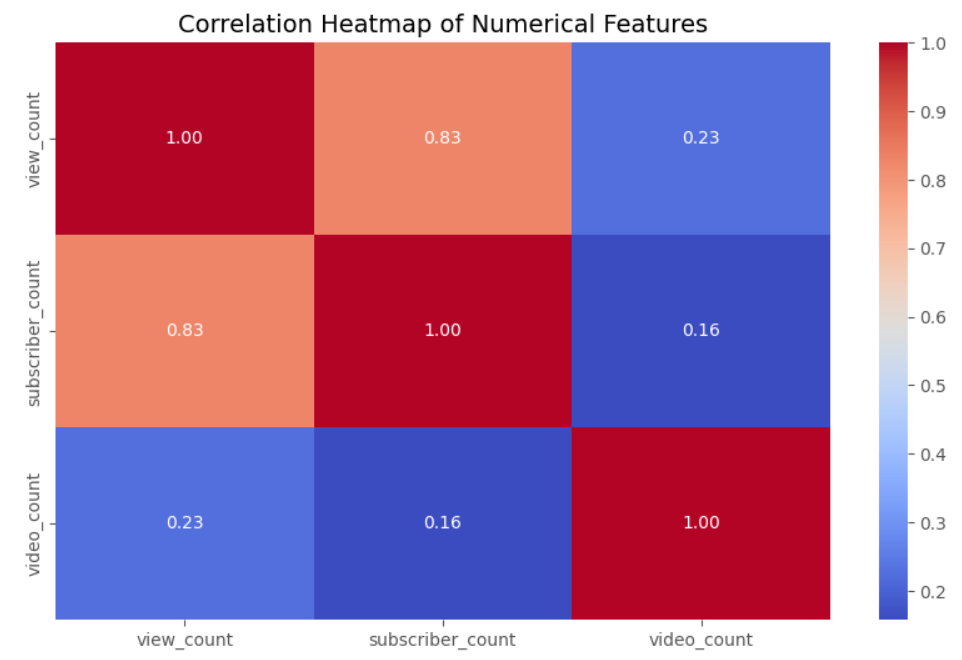 Correlation Heatmap of Numerical Features
view_count
1.00
0.83
0.23
subscriber_count
0.83
1.00
0.16
video_count
0.23
0.16
1.00
view_count
subscriber_count
video_count
1.0
0.9
0.8
0.7
0.6
0.5
0.4
0.3
0.2